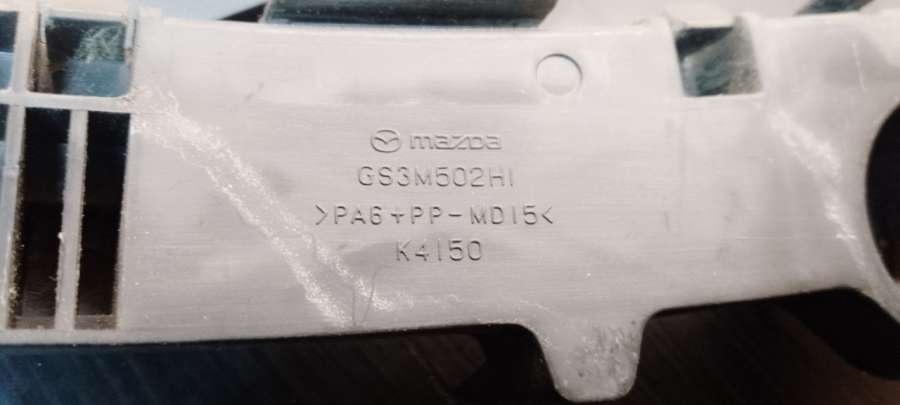 mazda
GS3M502H1
>PA6+PP-MD15<
K4150